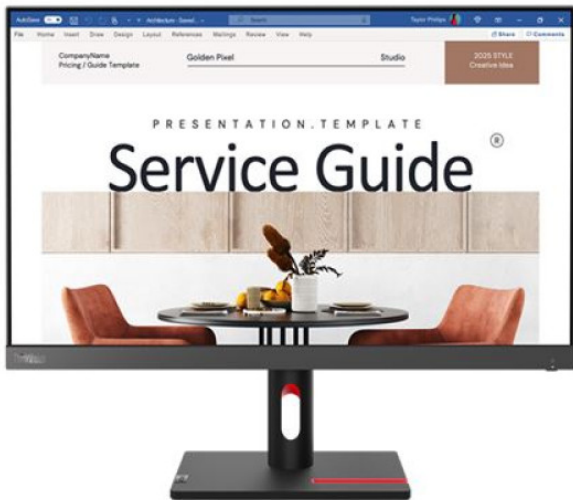 AutoSave
Architecture - Saved
Search
Taylor Phillips
File Home Insert Draw Design Layout References Mailings Review View Help
Share Comments
CompanyName
Pricing / Guide Template
Golden Pixel
Studio
2025 STYLE
Creative Idea
PRESENTATION.TEMPLATE
Service Guide ®
ThinkVision